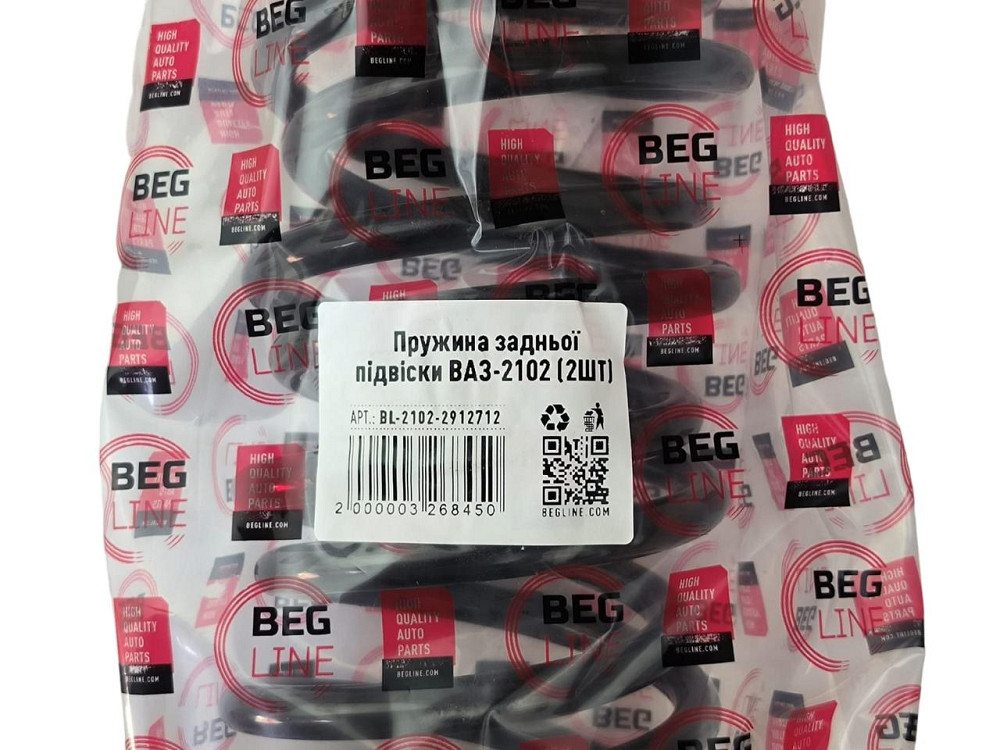 BEG
LINE
HIGH
QUALITY
AUTO
PARTS
BEGLINE.COM
Пружина задньої
підвіски ВАЗ-2102 (2ШТ)
АРТ.: BL-2102-2912712
2 000003 268450
BEGLINE.COM